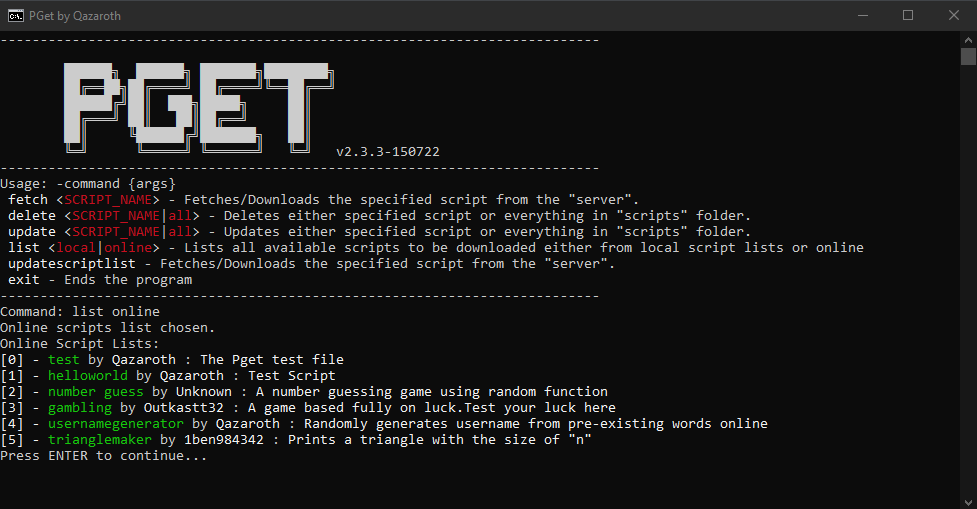 PGet by Qazaroth
---------------------------------------------------------------------------
PGET
v2.3.3-150722
---------------------------------------------------------------------------
Usage: -command {args}
fetch <SCRIPT_NAME> - Fetches/Downloads the specified script from the "server".
delete <SCRIPT_NAME|all> - Deletes either specified script or everything in "scripts" folder.
update <SCRIPT_NAME|all> - Updates either specified script or everything in "scripts" folder.
list <local|online> - Lists all available scripts to be downloaded either from local script lists or online
updatescriptlist - Fetches/Downloads the specified script from the "server".
exit - Ends the program
---------------------------------------------------------------------------
Command: list online
Online scripts list chosen.
Online Script Lists:
[0] - test by Qazaroth : The Pget test file
[1] - helloworld by Qazaroth : Test Script
[2] - number guess by Unknown : A number guessing game using random function
[3] - gambling by Outkastt32 : A game based fully on luck.Test your luck here
[4] - usernamegenerator by Qazaroth : Randomly generates username from pre-existing words online
[5] - trianglemaker by 1ben984342 : Prints a triangle with the size of "n"
Press ENTER to continue...